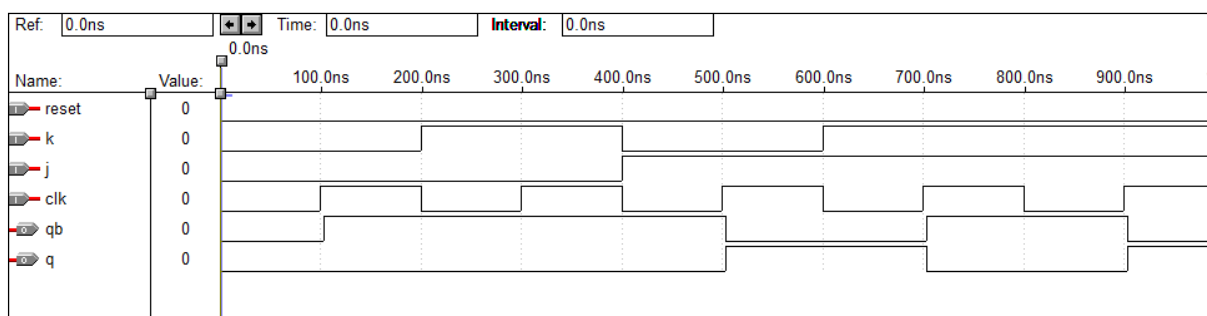 Ref: 0.0ns Time: 0.0ns Interval: 0.0ns
0.0ns
Name: Value: 100.0ns 200.0ns 300.0ns 400.0ns 500.0ns 600.0ns 700.0ns 800.0ns 900.0ns
reset 0
k 0
j 0
clk 0
qb 0
q 0